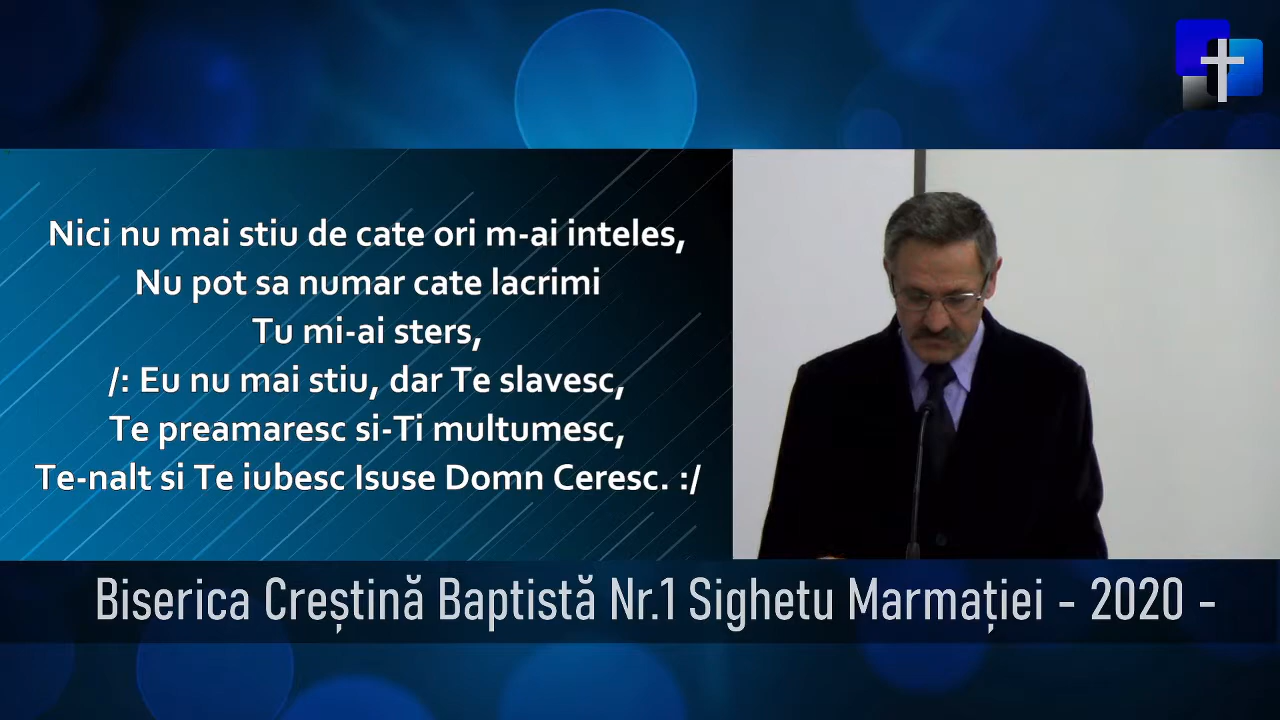 Nici nu mai stiu de cate ori m-ai inteles,
Nu pot sa numar cate lacrimi
Tu mi-ai sters,
/: Eu nu mai stiu, dar Te slavesc,
Te preamaresc si-Ti multumesc,
Te-nalt si Te iubesc Isuse Domn Ceresc. :/
Biserica Creștină Baptistă Nr.1 Sighetu Marmației - 2020 -